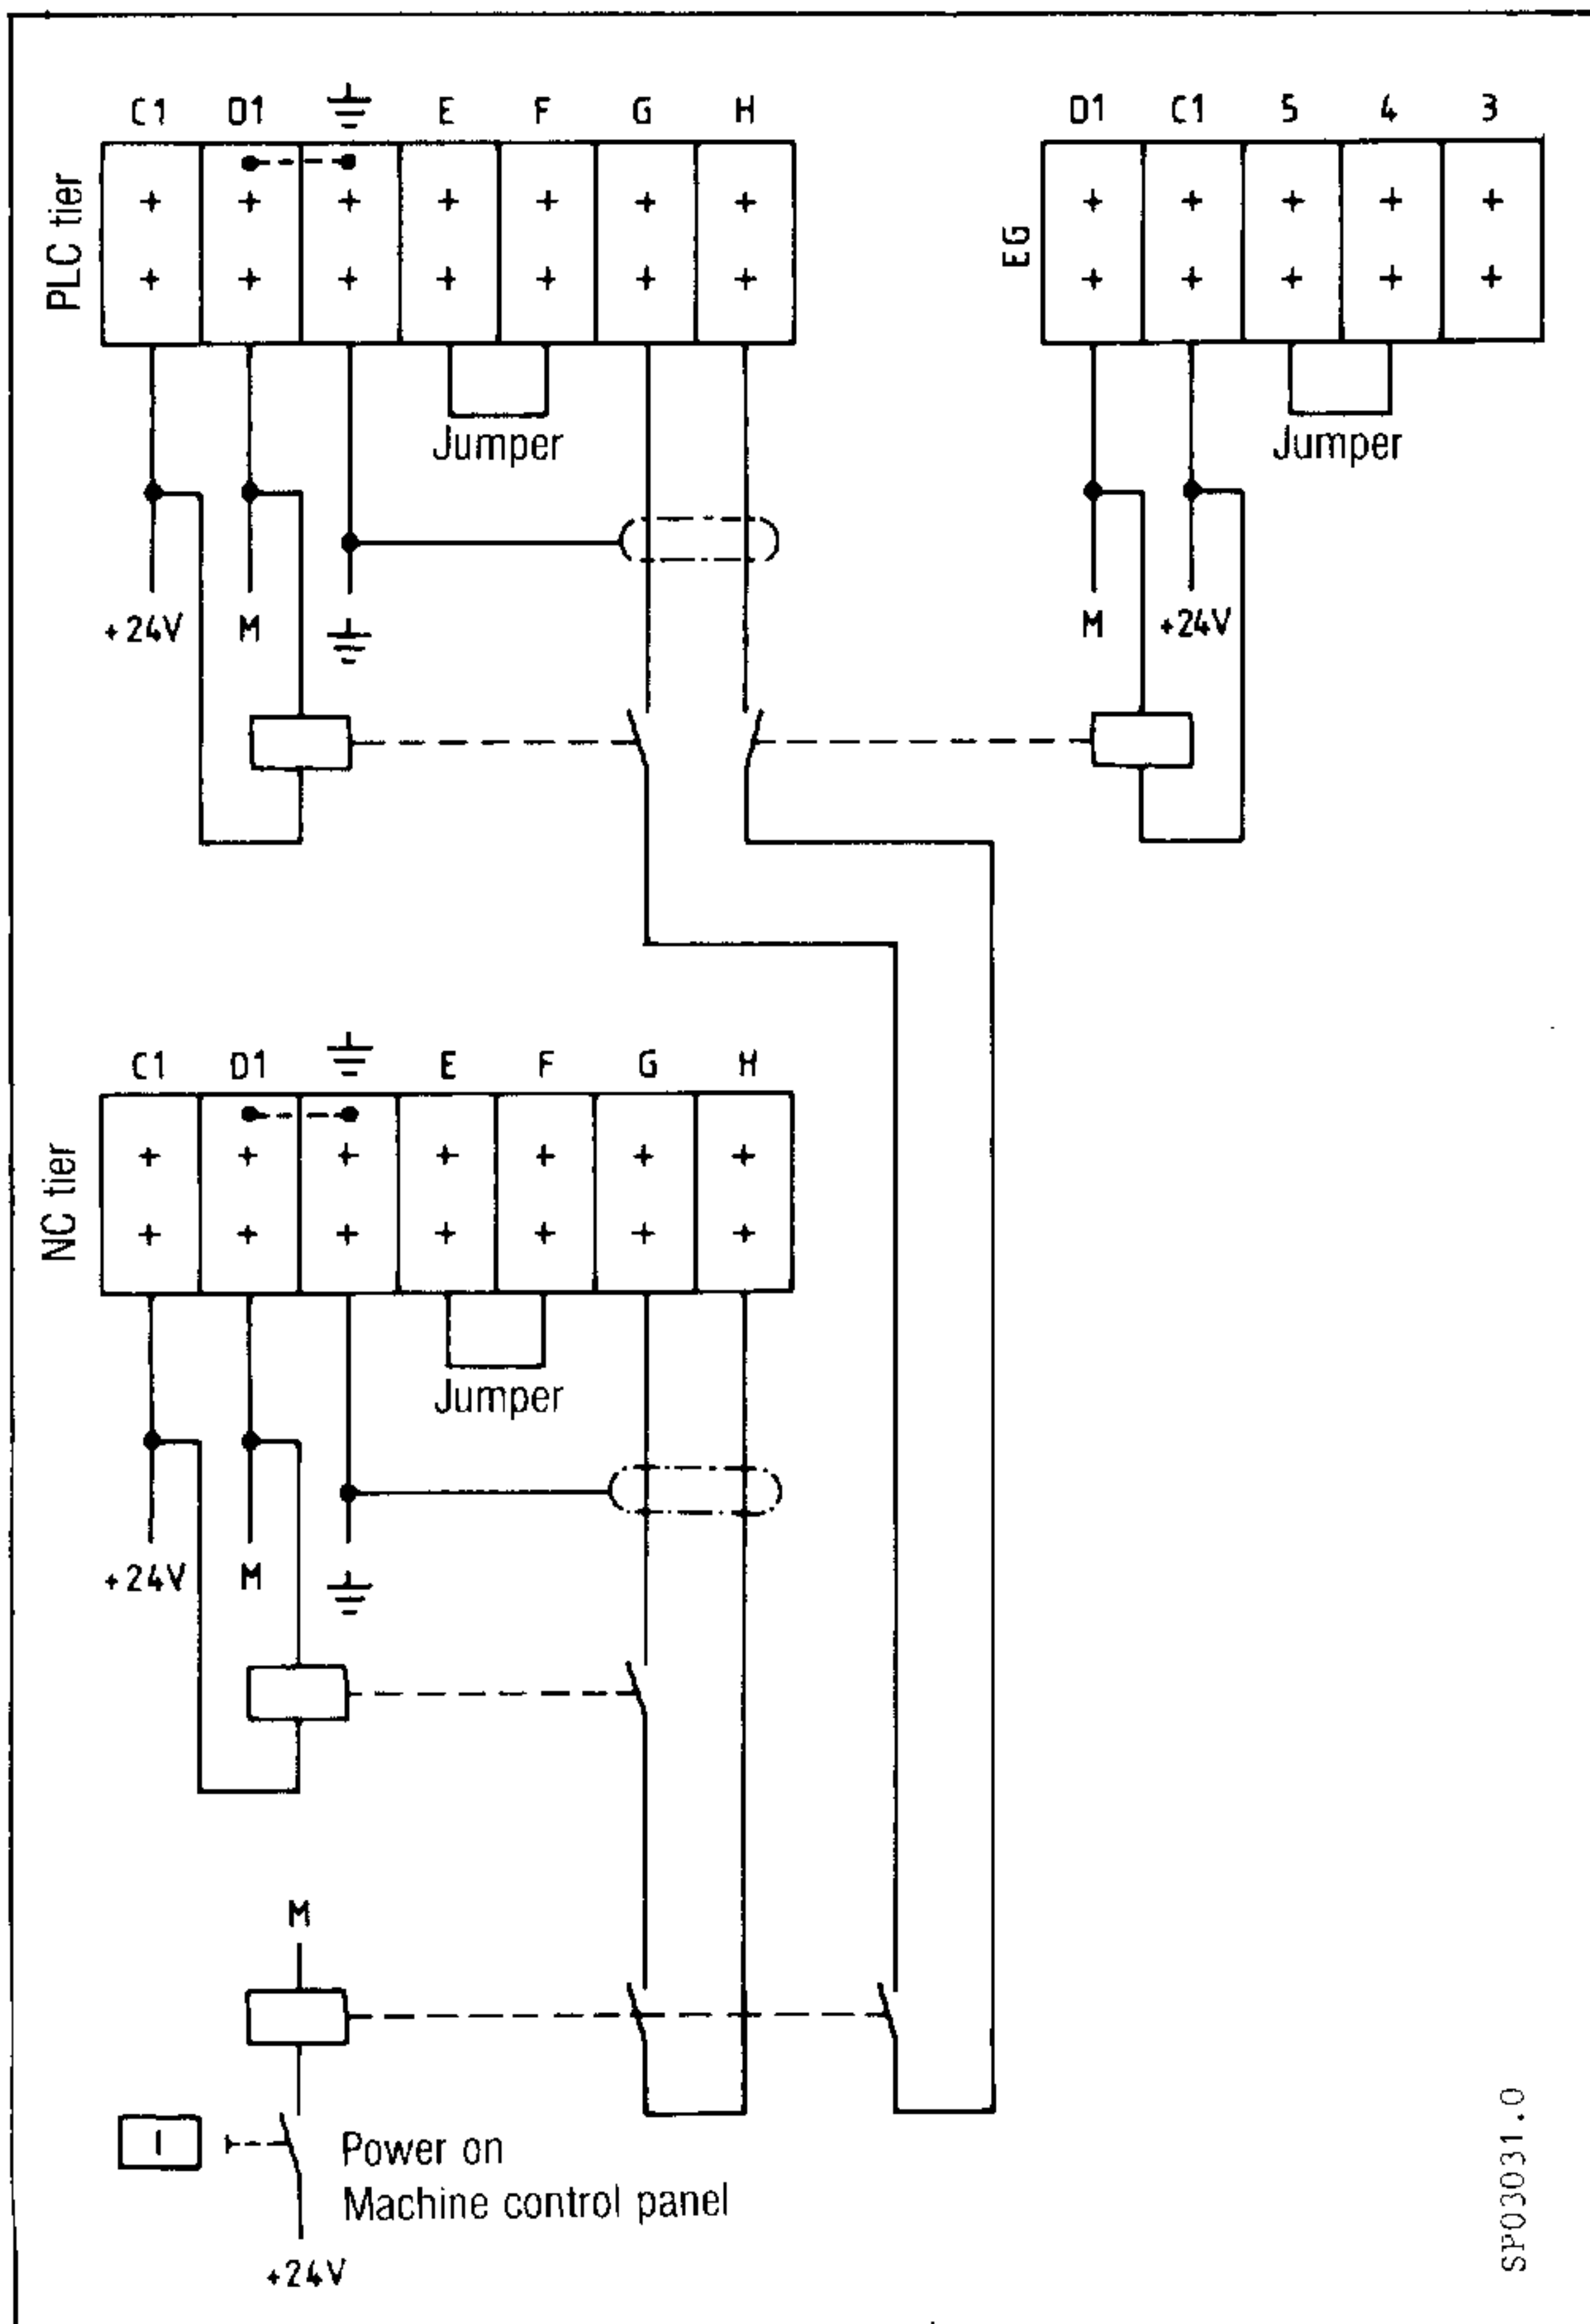 C1 D1 E F G H
D1 C1 5 4 3
PLC tier
EG
Jumper
Jumper
+24V M
M +24V
C1 D1 E F G H
NC tier
Jumper
+24V M
M
I
Power on
Machine control panel
+24V
SP03031.0